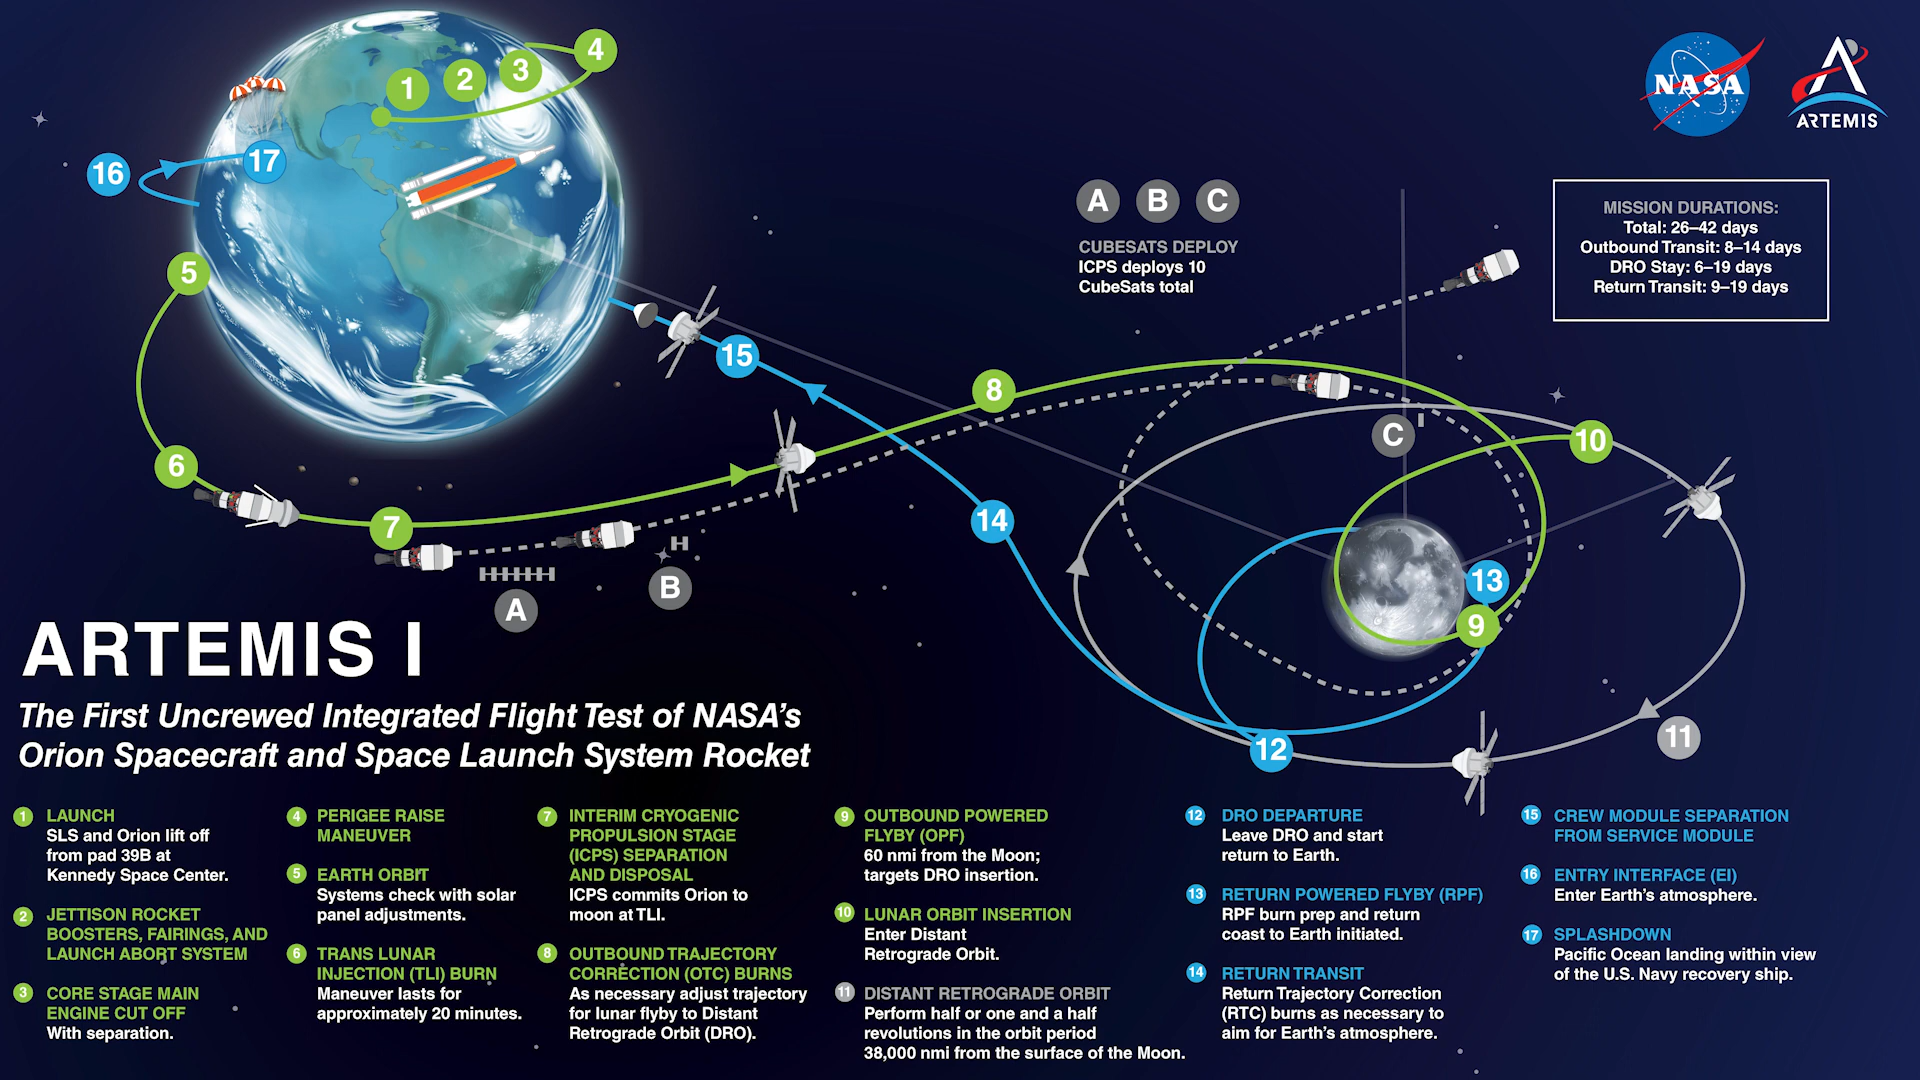 1
2
3
4
NASA
ARTEMIS
16
17
A
B
C
CUBESATS DEPLOY
ICPS deploys 10
CubeSats total
MISSION DURATIONS:
Total: 26–42 days
Outbound Transit: 8–14 days
DRO Stay: 6–19 days
Return Transit: 9–19 days
5
15
8
6
7
C
10
14
13
9
A
B
12
11
ARTEMIS I
The First Uncrewed Integrated Flight Test of NASA's
Orion Spacecraft and Space Launch System Rocket
1 LAUNCH
SLS and Orion lift off
from pad 39B at
Kennedy Space Center.
2 JETTISON ROCKET
BOOSTERS, FAIRINGS, AND
LAUNCH ABORT SYSTEM
3 CORE STAGE MAIN
ENGINE CUT OFF
With separation.
4 PERIGEE RAISE
MANEUVER
5 EARTH ORBIT
Systems check with solar
panel adjustments.
6 TRANS LUNAR
INJECTION (TLI) BURN
Maneuver lasts for
approximately 20 minutes.
7 INTERIM CRYOGENIC
PROPULSION STAGE
(ICPS) SEPARATION
AND DISPOSAL
ICPS commits Orion to
moon at TLI.
8 OUTBOUND TRAJECTORY
CORRECTION (OTC) BURNS
As necessary adjust trajectory
for lunar flyby to Distant
Retrograde Orbit (DRO).
9 OUTBOUND POWERED
FLYBY (OPF)
60 nmi from the Moon;
targets DRO insertion.
10 LUNAR ORBIT INSERTION
Enter Distant
Retrograde Orbit.
11 DISTANT RETROGRADE ORBIT
Perform half or one and a half
revolutions in the orbit period
38,000 nmi from the surface of the Moon.
12 DRO DEPARTURE
Leave DRO and start
return to Earth.
13 RETURN POWERED FLYBY (RPF)
RPF burn prep and return
coast to Earth initiated.
14 RETURN TRANSIT
Return Trajectory Correction
(RTC) burns as necessary to
aim for Earth's atmosphere.
15 CREW MODULE SEPARATION
FROM SERVICE MODULE
16 ENTRY INTERFACE (EI)
Enter Earth's atmosphere.
17 SPLASHDOWN
Pacific Ocean landing within view
of the U.S. Navy recovery ship.